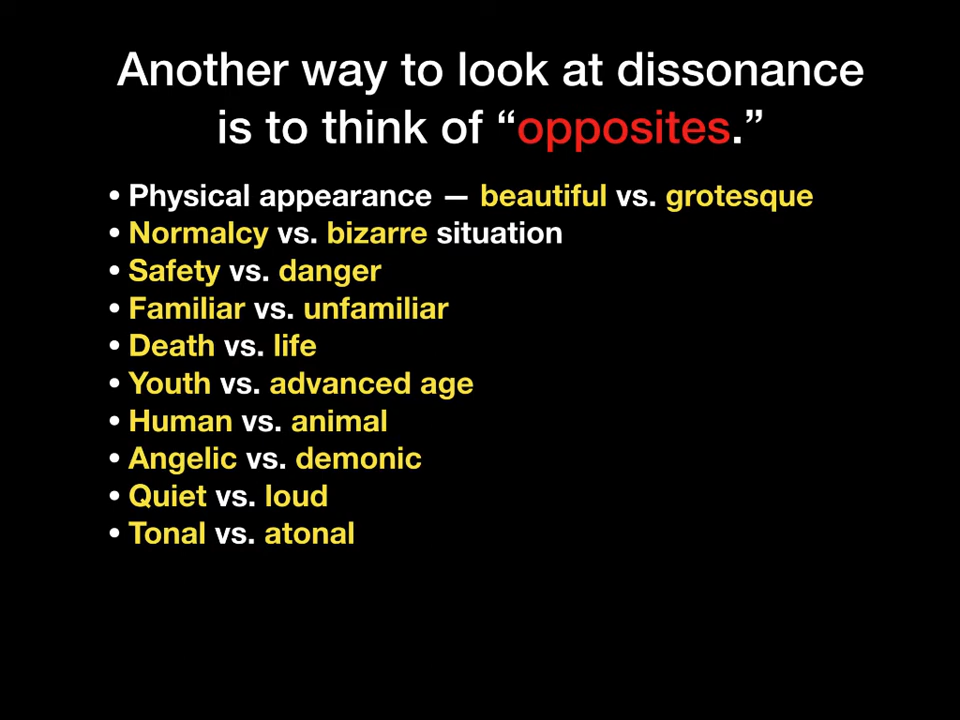 Another way to look at dissonance
is to think of “opposites.”
• Physical appearance — beautiful vs. grotesque
• Normalcy vs. bizarre situation
• Safety vs. danger
• Familiar vs. unfamiliar
• Death vs. life
• Youth vs. advanced age
• Human vs. animal
• Angelic vs. demonic
• Quiet vs. loud
• Tonal vs. atonal